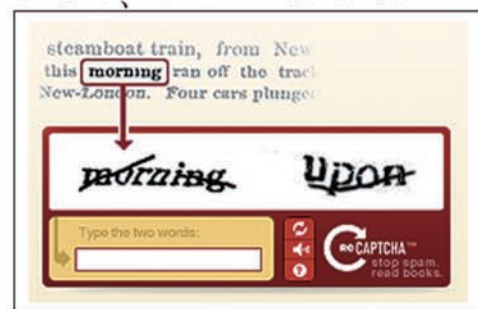 steamboat train, from New
this morning ran off the track
New-London. Four cars plunged
morning upon
Type the two words:
?
reCAPTCHA™
stop spam.
read books.